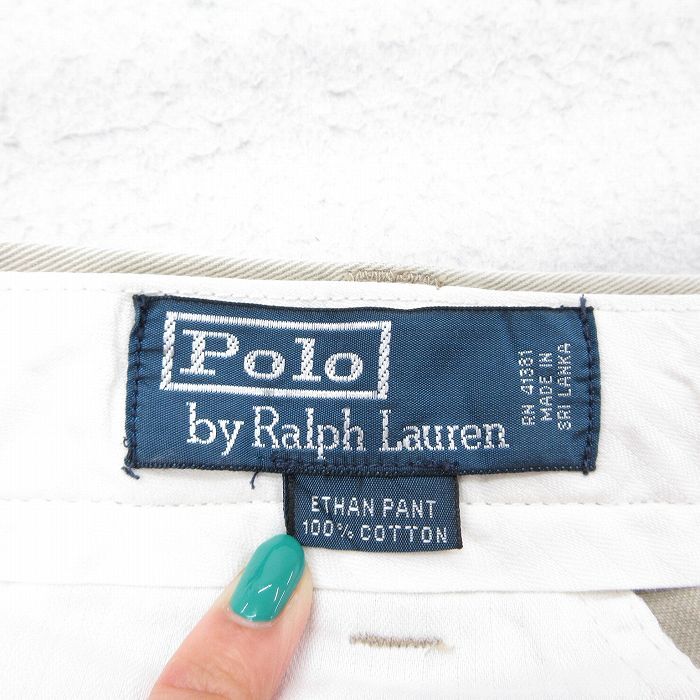 Polo
by Ralph Lauren
RN 41381
MADE IN
SRI LANKA
ETHAN PANT
100% COTTON